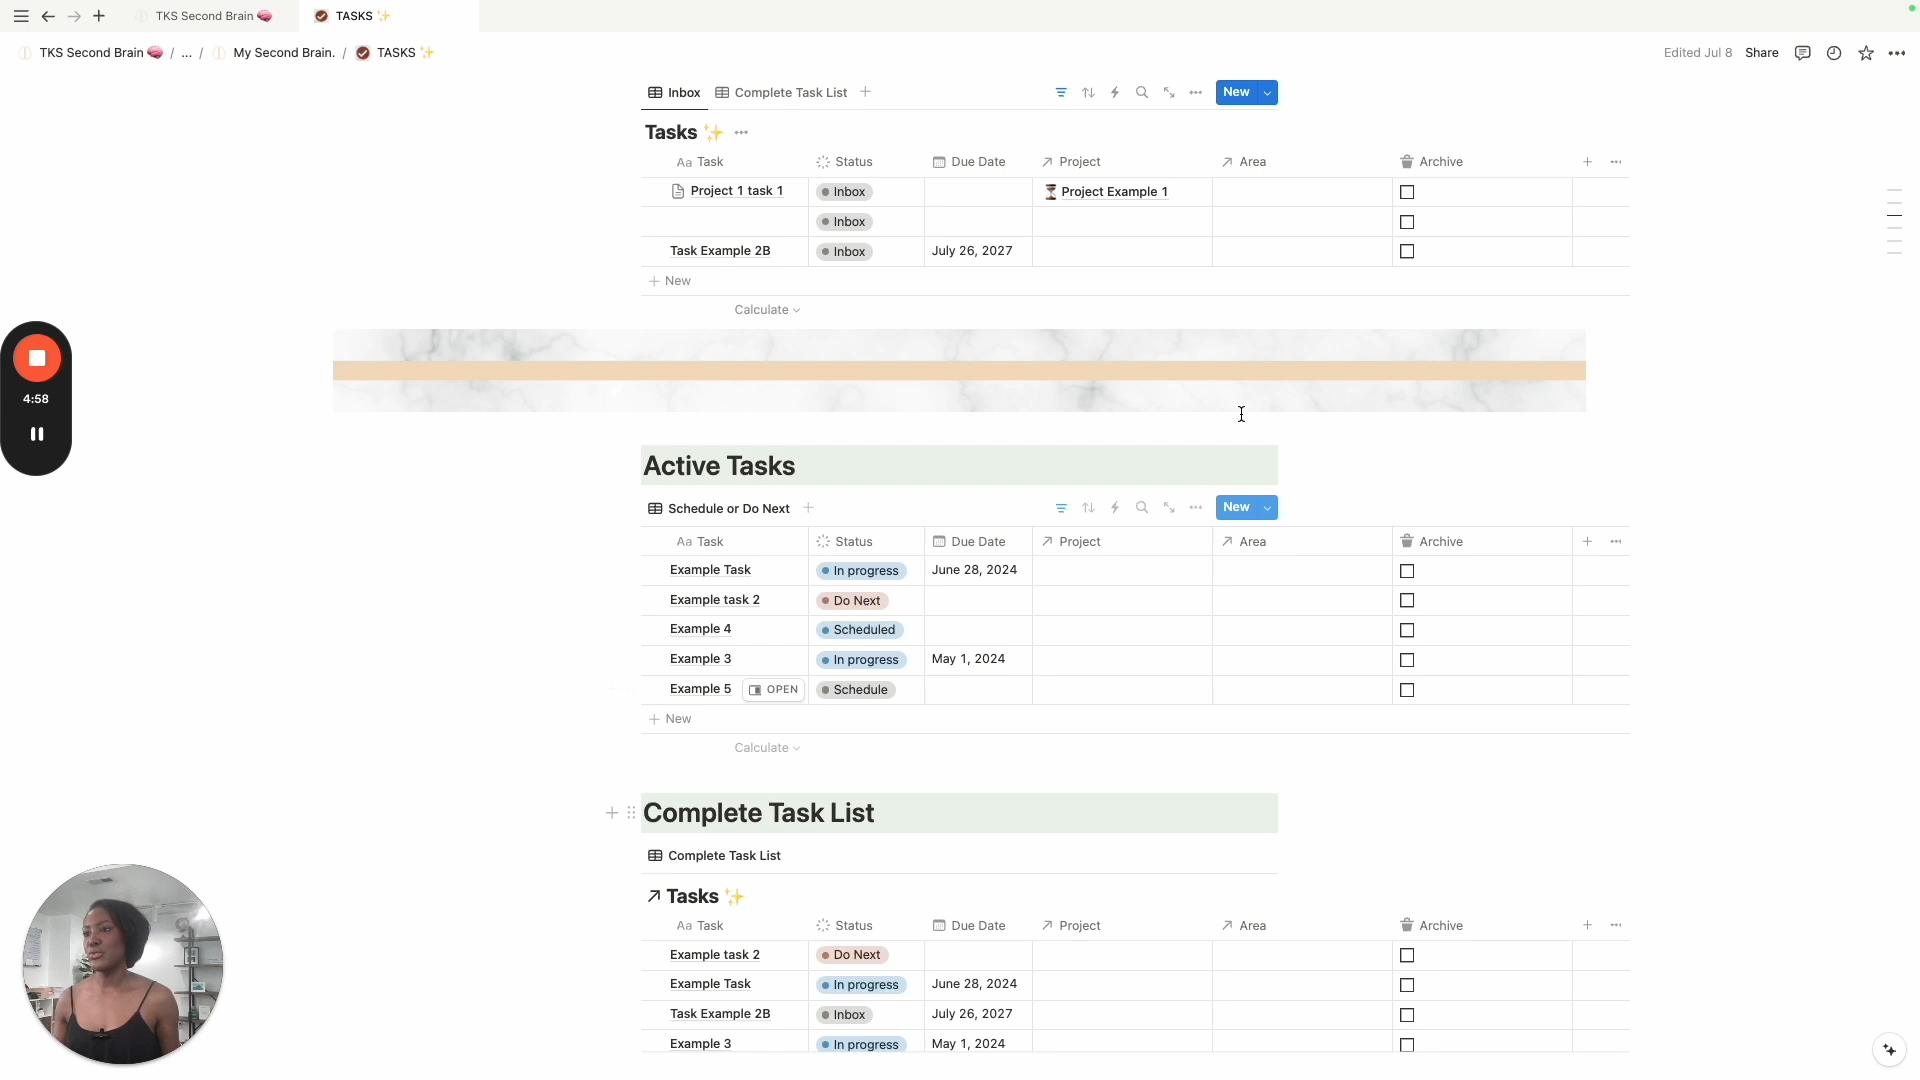 TKS Second Brain 🧠 TASKS ✨
TKS Second Brain 🧠 / ... / My Second Brain. / TASKS ✨ Edited Jul 8 Share
Inbox Complete Task List New
Tasks ✨
Aa Task Status Due Date Project Area Archive
Project 1 task 1 Inbox Project Example 1
Inbox
Task Example 2B Inbox July 26, 2027
New
Calculate
4:58
Active Tasks
Schedule or Do Next New
Aa Task Status Due Date Project Area Archive
Example Task In progress June 28, 2024
Example task 2 Do Next
Example 4 Scheduled
Example 3 In progress May 1, 2024
Example 5 OPEN Schedule
New
Calculate
Complete Task List
Complete Task List
Tasks ✨
Aa Task Status Due Date Project Area Archive
Example task 2 Do Next
Example Task In progress June 28, 2024
Task Example 2B Inbox July 26, 2027
Example 3 In progress May 1, 2024